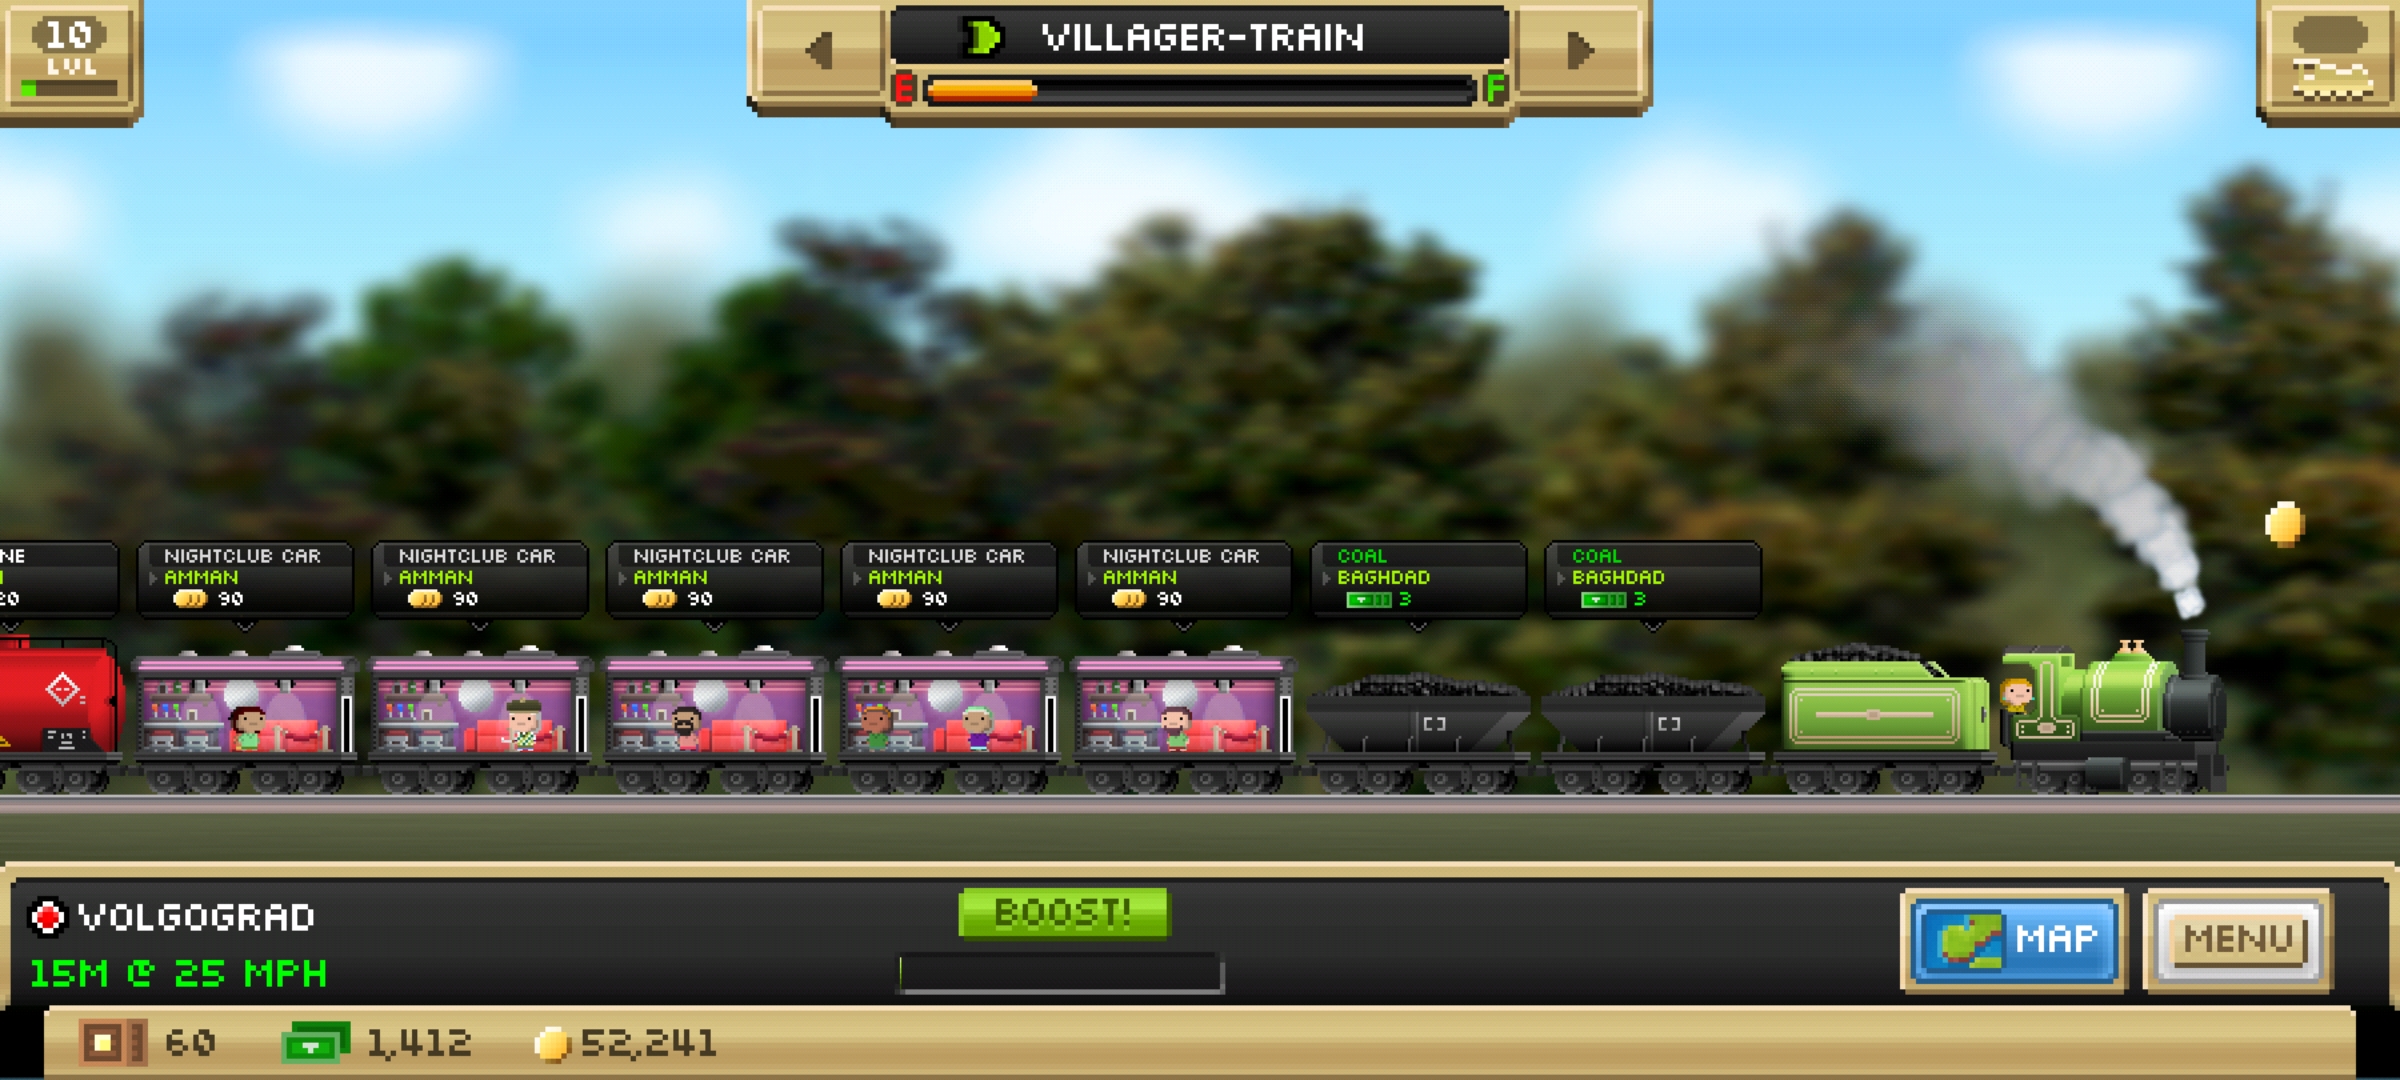 10
LVL
VILLAGER-TRAIN
E
F
NE
20
NIGHTCLUB CAR
AMMAN
90
NIGHTCLUB CAR
AMMAN
90
NIGHTCLUB CAR
AMMAN
90
NIGHTCLUB CAR
AMMAN
90
NIGHTCLUB CAR
AMMAN
90
COAL
BAGHDAD
3
COAL
BAGHDAD
3
VOLGOGRAD
15M @ 25 MPH
BOOST!
MAP
MENU
60
1,412
52,241